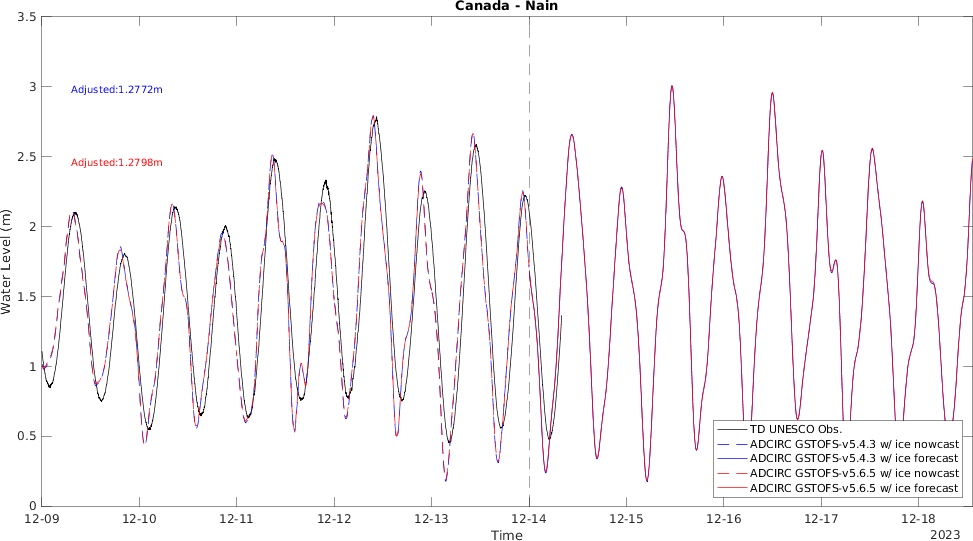 Canada - Nain
3.5
3
2.5
2
1.5
1
0.5
0
Water Level (m)
Adjusted:1.2772m
Adjusted:1.2798m
TD UNESCO Obs.
ADCIRC GSTOFS-v5.4.3 w/ ice nowcast
ADCIRC GSTOFS-v5.4.3 w/ ice forecast
ADCIRC GSTOFS-v5.6.5 w/ ice nowcast
ADCIRC GSTOFS-v5.6.5 w/ ice forecast
12-09 12-10 12-11 12-12 12-13 12-14 12-15 12-16 12-17 12-18
Time
2023